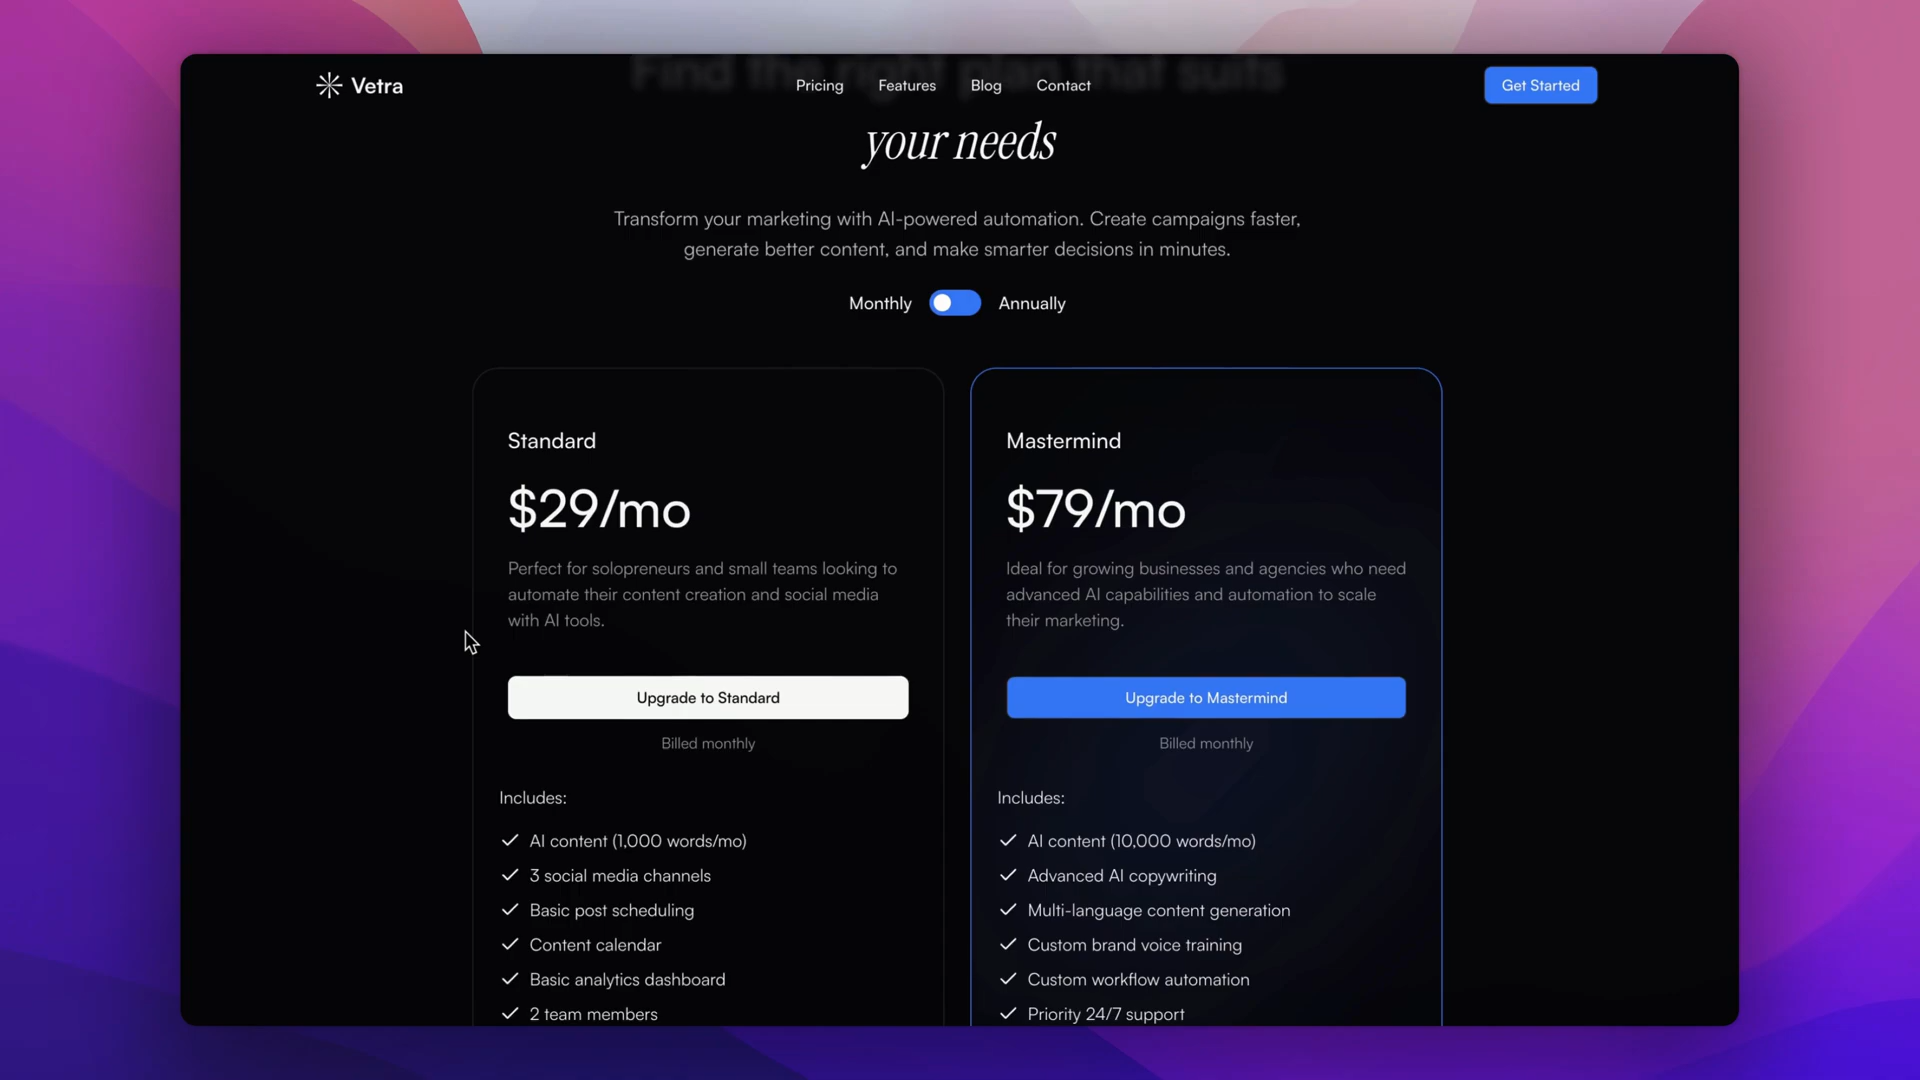 Find the right plan that suits
Vetra
Pricing
Features
Blog
Contact
Get Started
your needs
Transform your marketing with AI-powered automation. Create campaigns faster,
generate better content, and make smarter decisions in minutes.
Monthly
Annually
Standard
$29/mo
Perfect for solopreneurs and small teams looking to
automate their content creation and social media
with AI tools.
Upgrade to Standard
Billed monthly
Includes:
AI content (1,000 words/mo)
3 social media channels
Basic post scheduling
Content calendar
Basic analytics dashboard
2 team members
Mastermind
$79/mo
Ideal for growing businesses and agencies who need
advanced AI capabilities and automation to scale
their marketing.
Upgrade to Mastermind
Billed monthly
Includes:
AI content (10,000 words/mo)
Advanced AI copywriting
Multi-language content generation
Custom brand voice training
Custom workflow automation
Priority 24/7 support